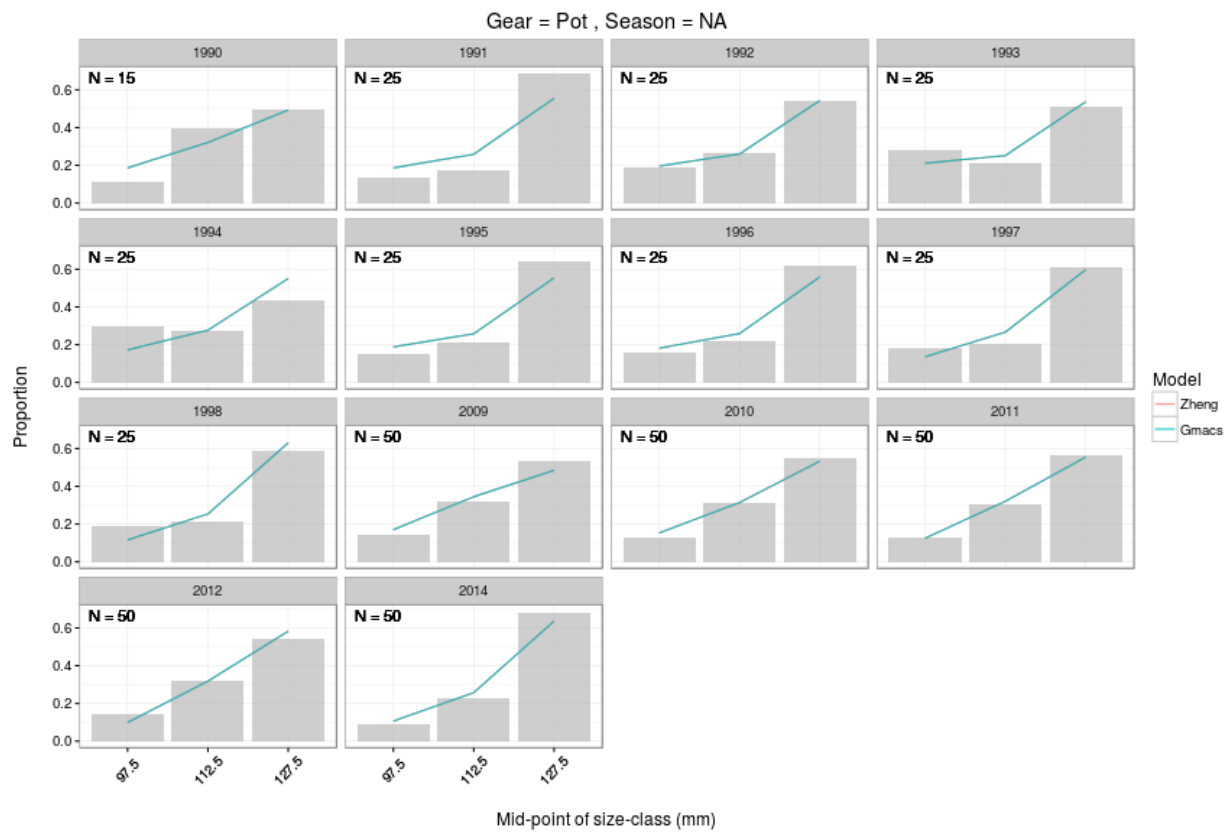 Gear = Pot , Season = NA
1990 1991 1992 1993
N = 15 N = 25 N = 25 N = 25
0.6
0.4
0.2
0.0
1994 1995 1996 1997
N = 25 N = 25 N = 25 N = 25
0.6
0.4
0.2
0.0
1998 2009 2010 2011
N = 25 N = 50 N = 50 N = 50
0.6
0.4
0.2
0.0
2012 2014
N = 50 N = 50
0.6
0.4
0.2
0.0
97.5 112.5 127.5 97.5 112.5 127.5
Proportion
Mid-point of size-class (mm)
Model
Zheng
Gmacs